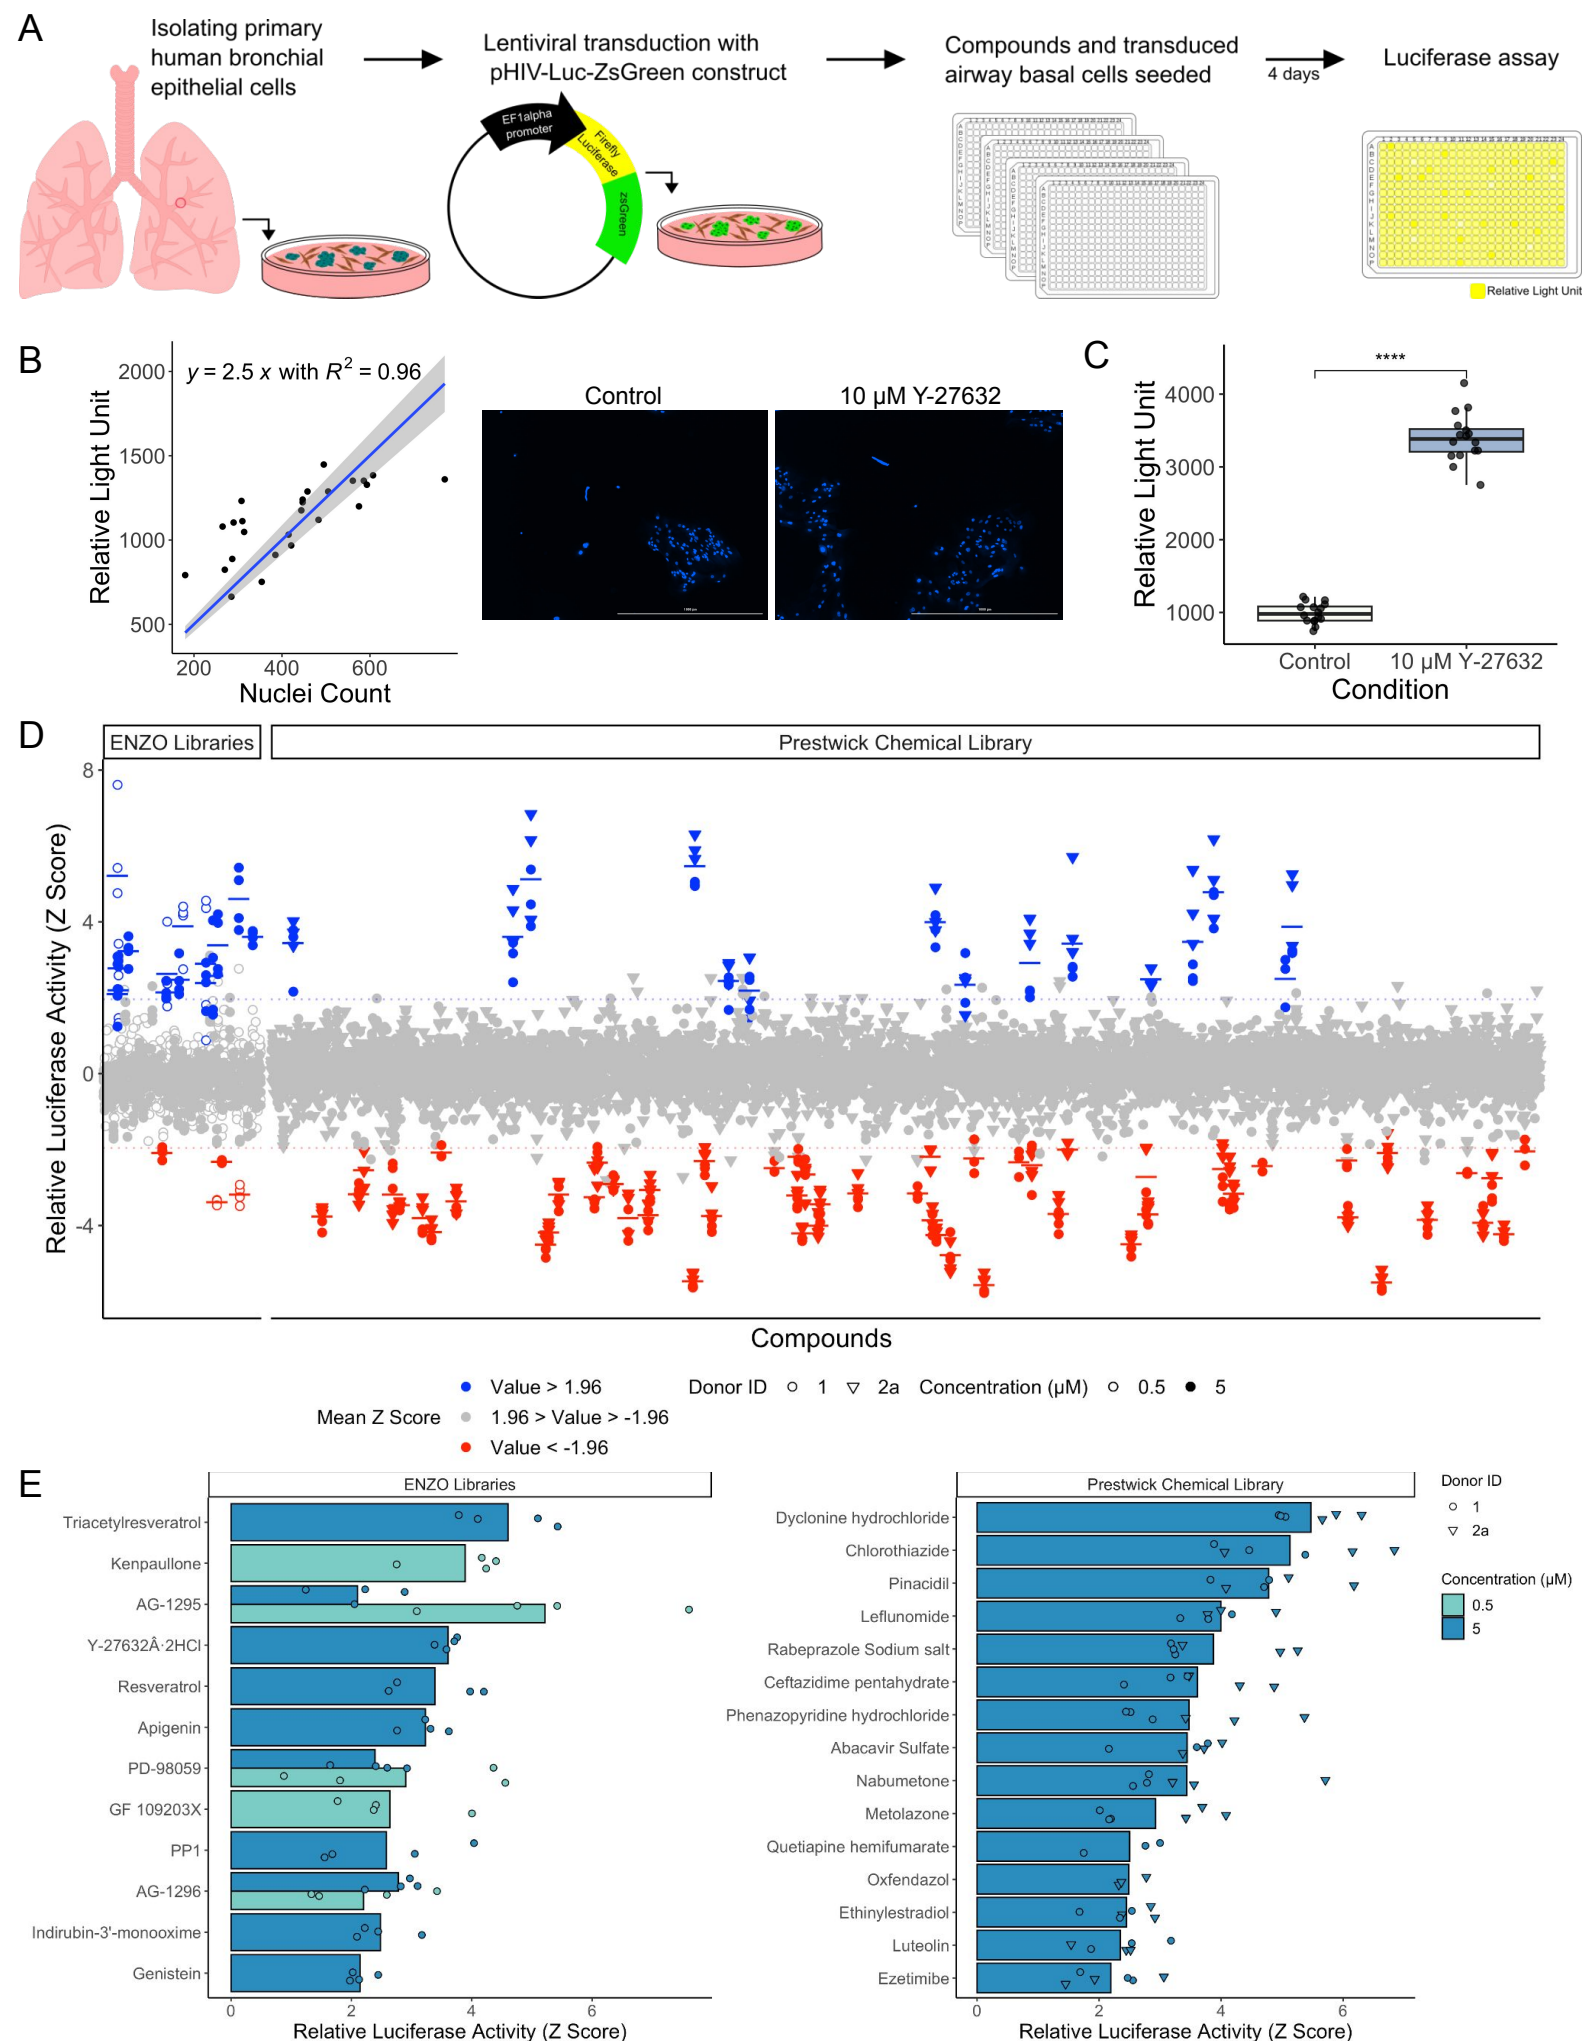 A
Isolating primary
human bronchial
epithelial cells
Lentiviral transduction with
pHIV-Luc-ZsGreen construct
Compounds and transduced
airway basal cells seeded
4 days
Luciferase assay
EF1alpha
promoter
Firefly
Luciferase
zsGreen
Relative Light Unit
B
y = 2.5 x with R² = 0.96
Relative Light Unit
2000
1500
1000
500
200 400 600
Nuclei Count
Control
10 µM Y-27632
C
****
Relative Light Unit
4000
3000
2000
1000
Control 10 µM Y-27632
Condition
D
ENZO Libraries
Prestwick Chemical Library
Relative Luciferase Activity (Z Score)
8
4
0
-4
Compounds
Mean Z Score
Value > 1.96
1.96 > Value > -1.96
Value < -1.96
Donor ID 1 2a
Concentration (µM) 0.5 5
E
ENZO Libraries
Triacetylresveratrol
Kenpaullone
AG-1295
Y-27632Â·2HCl
Resveratrol
Apigenin
PD-98059
GF 109203X
PP1
AG-1296
Indirubin-3'-monooxime
Genistein
0 2 4 6
Relative Luciferase Activity (Z Score)
Prestwick Chemical Library
Dyclonine hydrochloride
Chlorothiazide
Pinacidil
Leflunomide
Rabeprazole Sodium salt
Ceftazidime pentahydrate
Phenazopyridine hydrochloride
Abacavir Sulfate
Nabumetone
Metolazone
Quetiapine hemifumarate
Oxfendazol
Ethinylestradiol
Luteolin
Ezetimibe
0 2 4 6
Relative Luciferase Activity (Z Score)
Donor ID
1
2a
Concentration (µM)
0.5
5